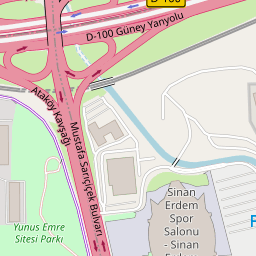 D-100
D-100 Güney Yanyolu
Ataköy Kavşağı
Mustafa Sarıçiçek Bulvarı
Yunus Emre
Sitesi Parkı
Sinan
Erdem
Spor
Salonu
- Sinan